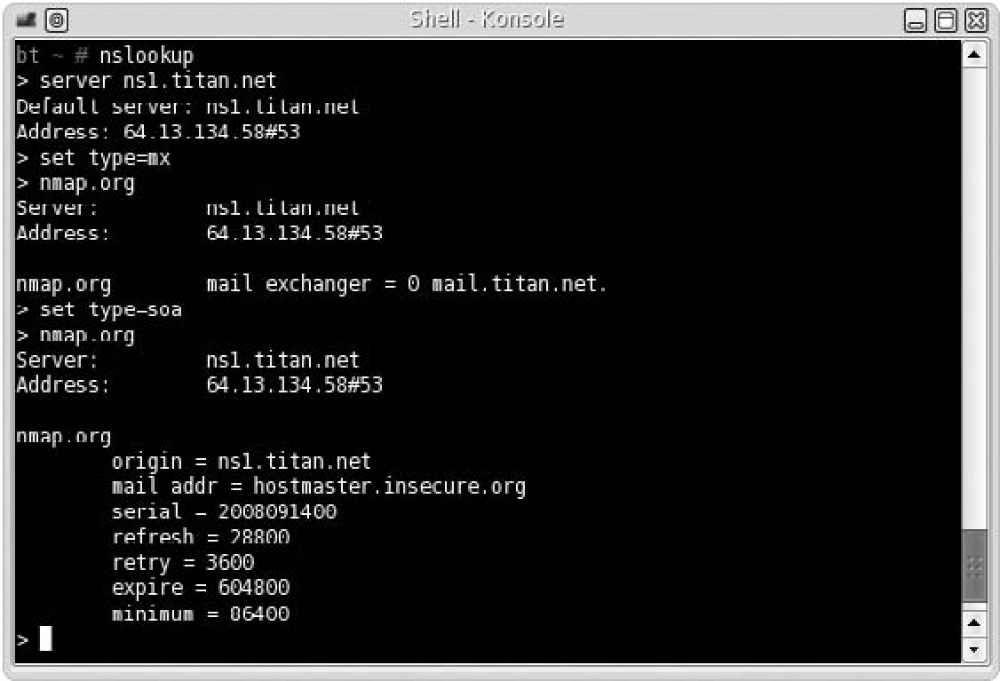 Shell - Konsole
bt ~ # nslookup
> server ns1.titan.net
Default server: ns1.titan.net
Address: 64.13.134.58#53
> set type=mx
> nmap.org
Server: ns1.titan.net
Address: 64.13.134.58#53
nmap.org mail exchanger = 0 mail.titan.net.
> set type=soa
> nmap.org
Server: ns1.titan.net
Address: 64.13.134.58#53
nmap.org
origin = ns1.titan.net
mail addr = hostmaster.insecure.org
serial = 2008091400
refresh = 28800
retry = 3600
expire = 604800
minimum = 86400
>